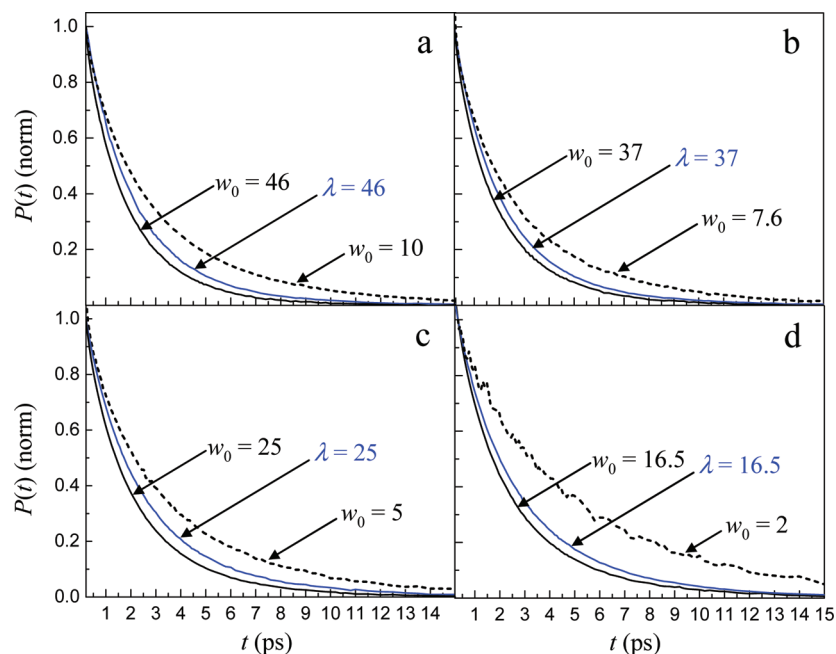 a
b
1.0
0.8
0.6
0.4
0.2
P(t) (norm)
w₀ = 46
λ = 46
w₀ = 10
w₀ = 37
λ = 37
w₀ = 7.6
c
d
1.0
0.8
0.6
0.4
0.2
0.0
P(t) (norm)
w₀ = 25
λ = 25
w₀ = 5
w₀ = 16.5
λ = 16.5
w₀ = 2
1 2 3 4 5 6 7 8 9 10 11 12 13 14
1 2 3 4 5 6 7 8 9 10 11 12 13 14 15
t (ps)
t (ps)